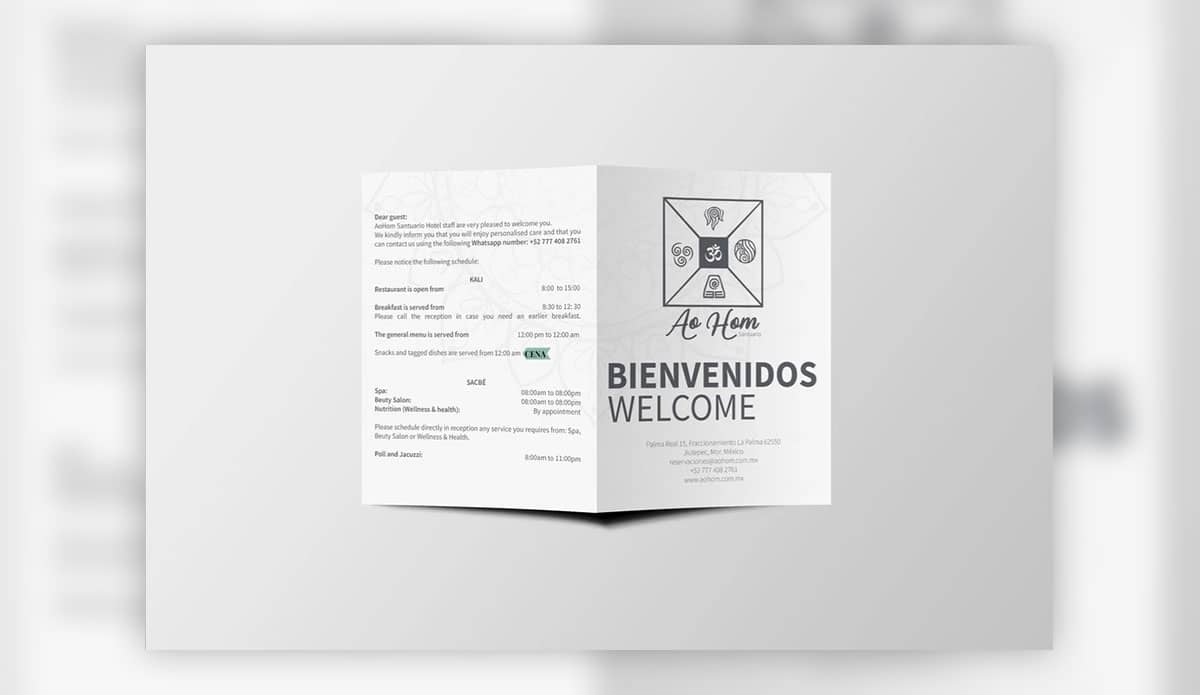 Dear guest:
AoHom Santuario Hotel staff are very pleased to welcome you.
We kindly inform you that you will enjoy personalised care and that you
can contact us using the following Whatsapp number: +52 777 408 2761
Please notice the following schedule:
KALI
Restaurant is open from 8:00 to 15:00
Breakfast is served from 8:30 to 12: 30
Please call the reception in case you need an earlier breakfast.
The general menu is served from 12:00 pm to 12:00 am
Snacks and tagged dishes are served from 12:00 am CENA
SACBÉ
Spa: 08:00am to 08:00pm
Beuty Salon: 08:00am to 08:00pm
Nutrition (Wellness & health): By appointment
Please schedule directly in reception any service you requires from: Spa,
Beuty Salon or Wellness & Health.
Poll and Jacuzzi: 8:00am to 11:00pm
ॐ
Ao Hom
Santuario
BIENVENIDOS
WELCOME
Palma Real 15, Fraccionamiento La Palma 62550
Jiutepec, Mor. México
reservaciones@aohom.com.mx
+52 777 408 2761
www.aohom.com.mx